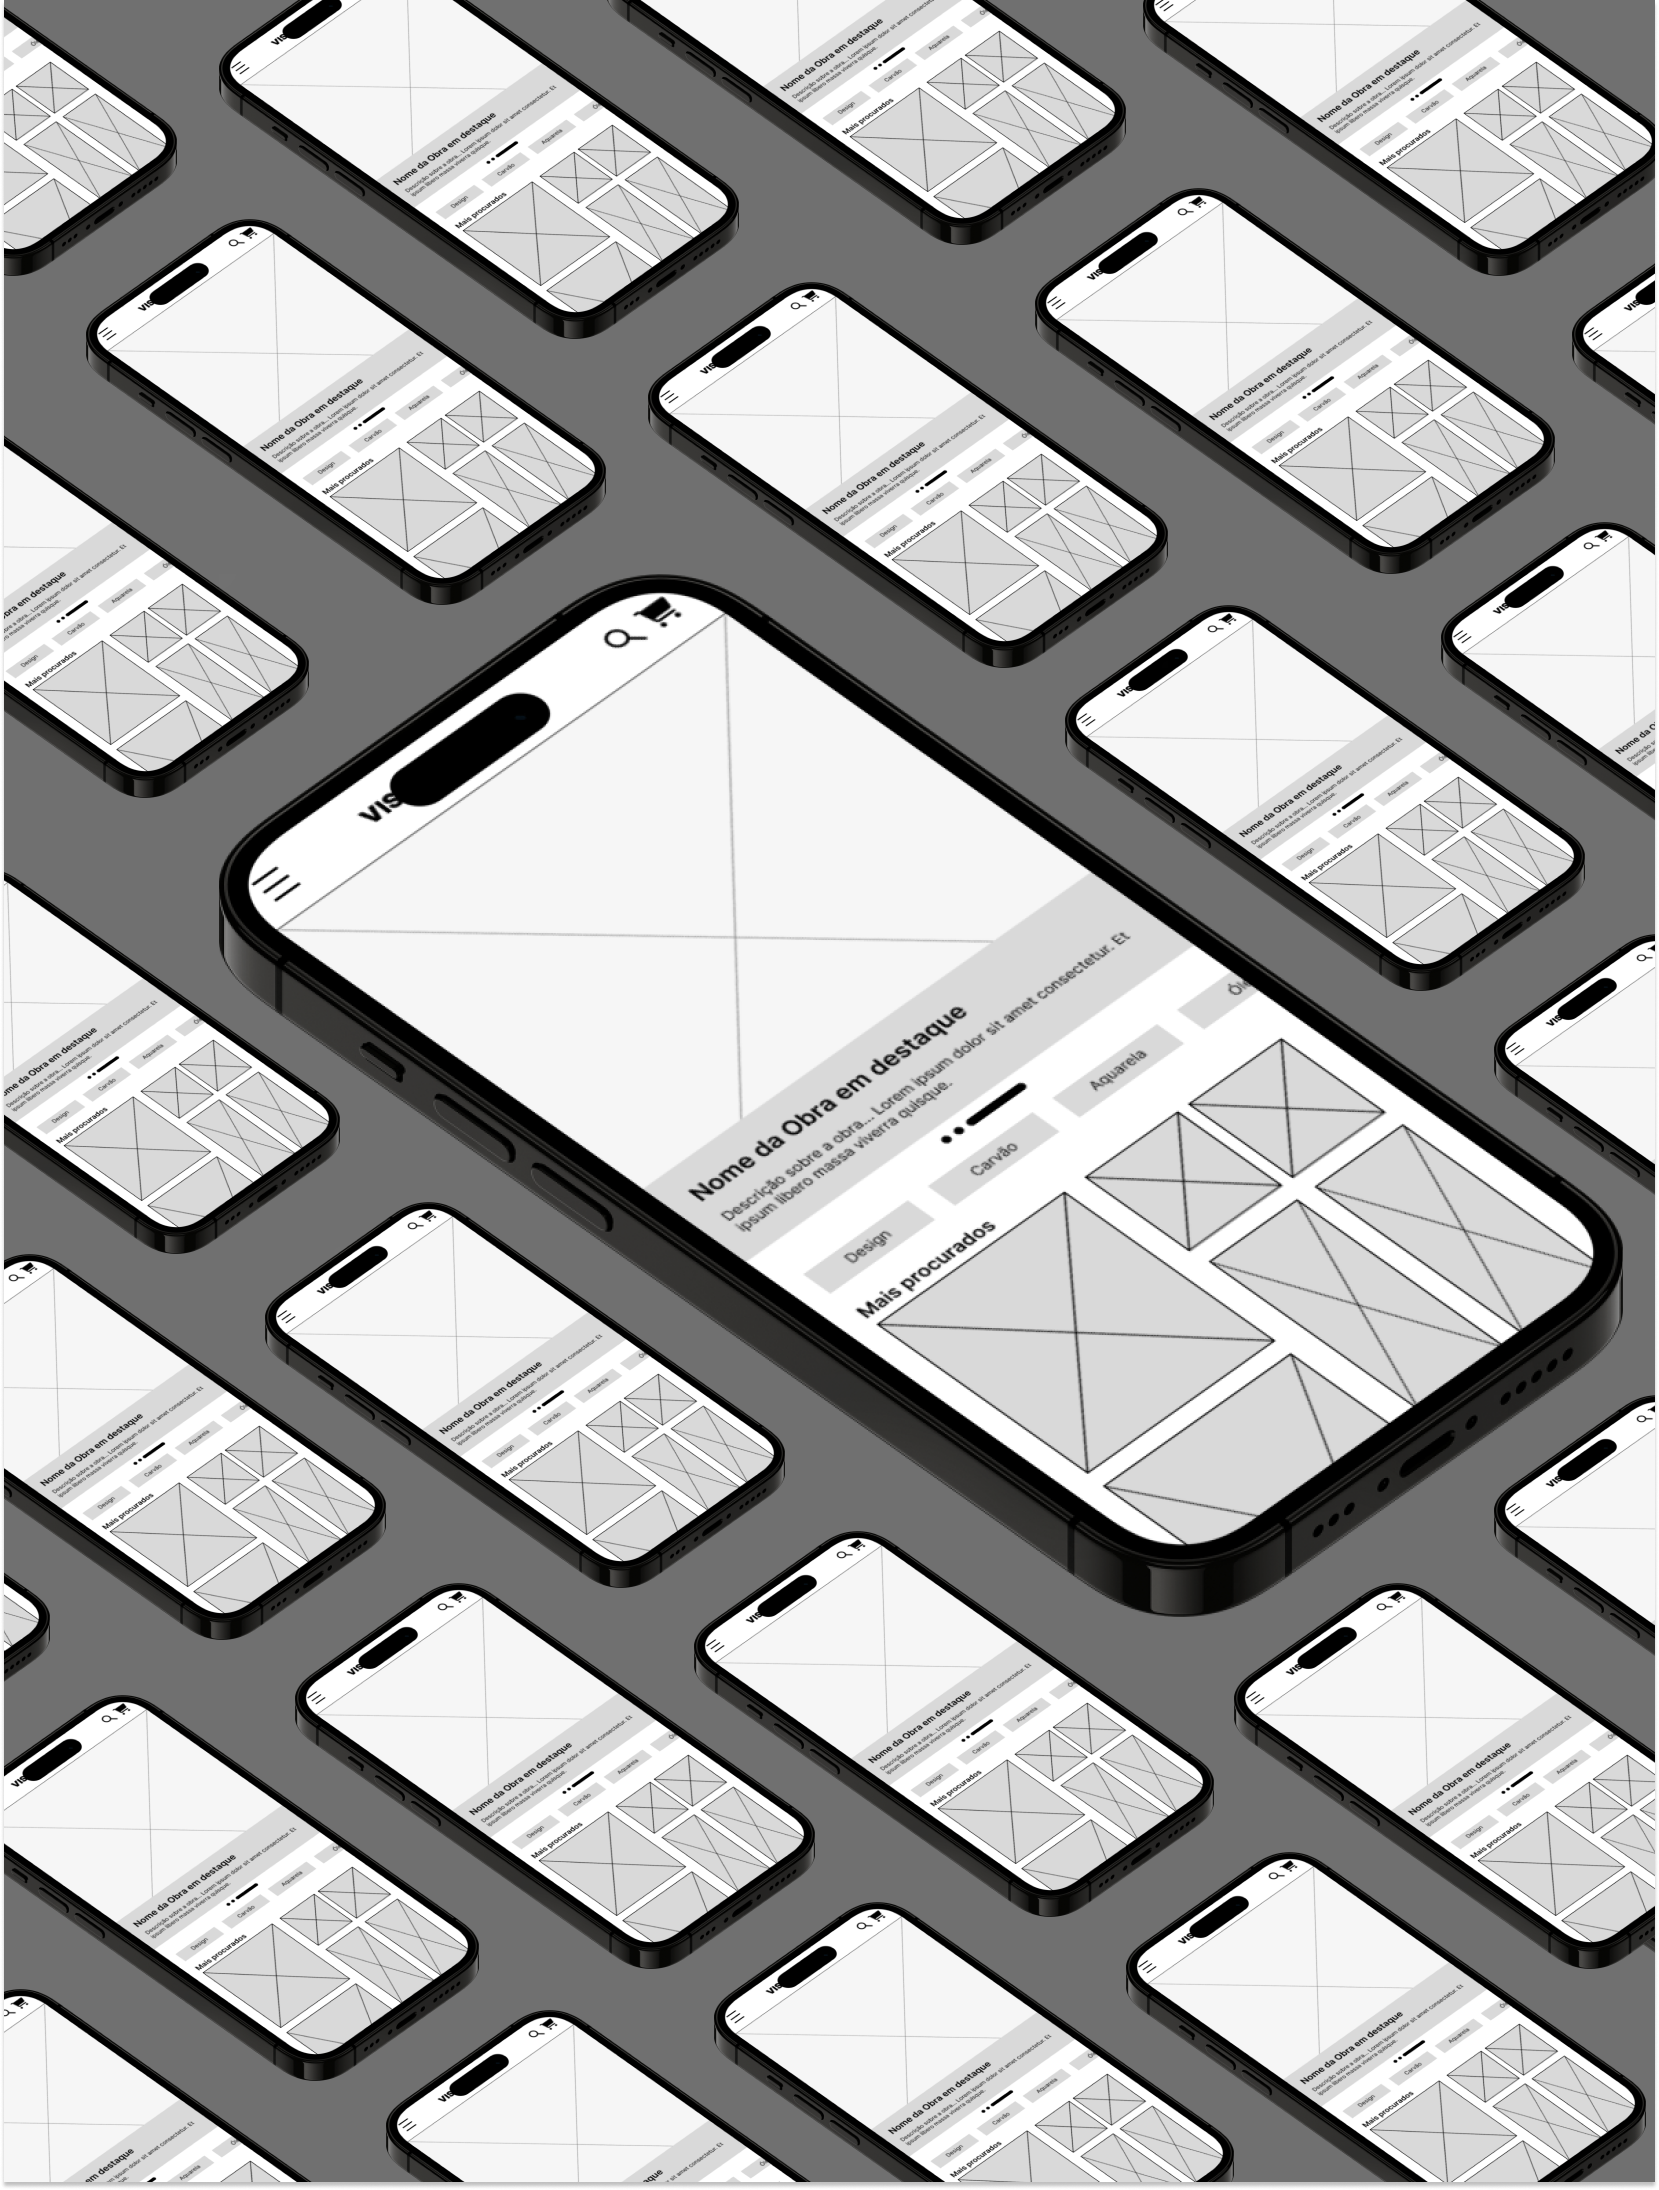 vis
Nome da Obra em destaque
Descrição sobre a obra... Lorem ipsum dolor sit amet consectetur. Et
ipsum libero massa viverra quisque.
Design
Carvão
Aquarela
Mais procurados